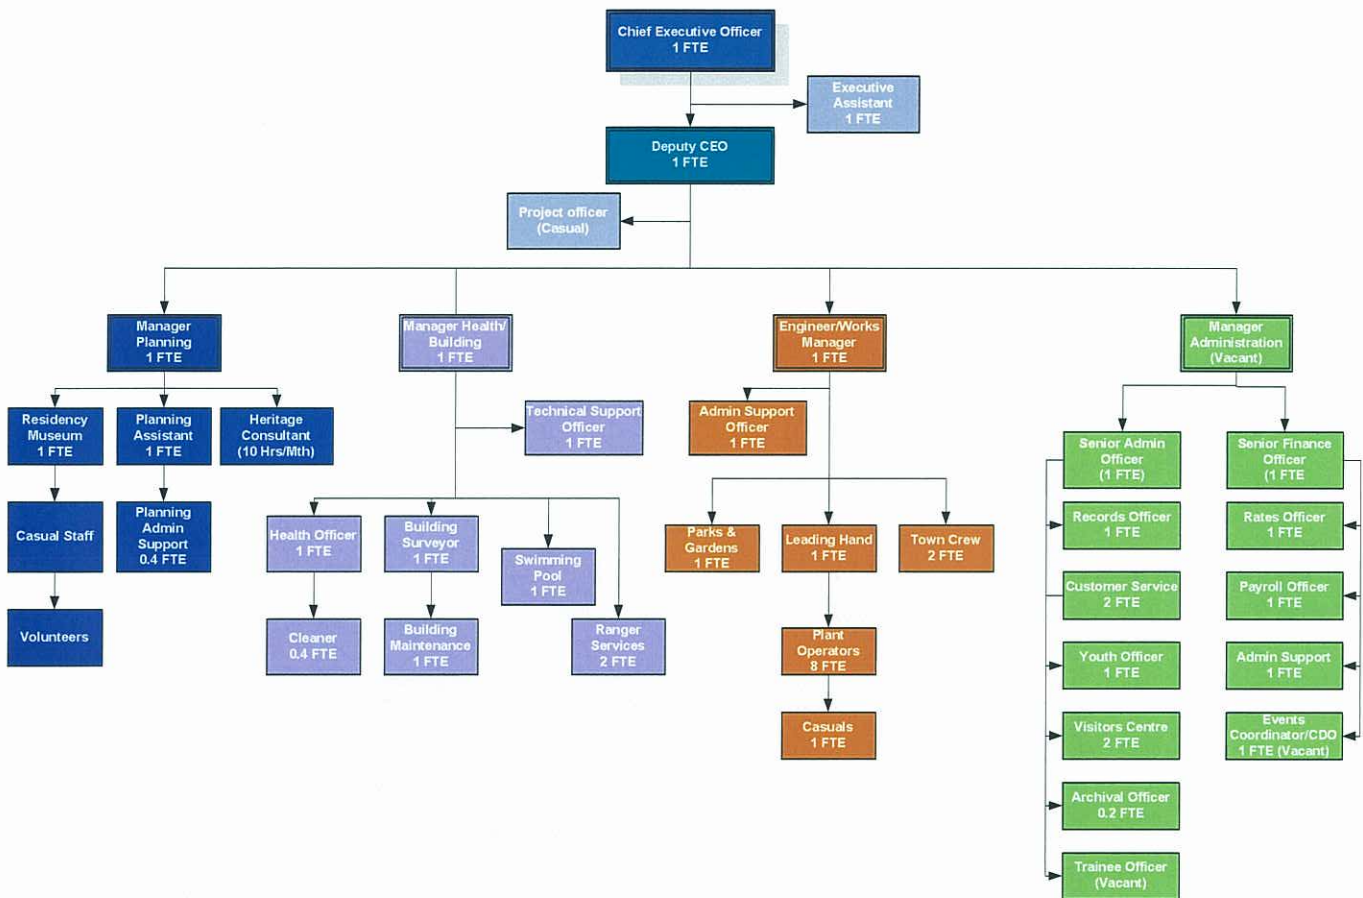 Chief Executive Officer
1 FTE
Executive
Assistant
1 FTE
Deputy CEO
1 FTE
Project officer
(Casual)
Manager
Planning
1 FTE
Manager Health/
Building
1 FTE
Engineer/Works
Manager
1 FTE
Manager
Administration
(Vacant)
Residency
Museum
1 FTE
Planning
Assistant
1 FTE
Heritage
Consultant
(10 Hrs/Mth)
Technical Support
Officer
1 FTE
Admin Support
Officer
1 FTE
Senior Admin
Officer
(1 FTE)
Senior Finance
Officer
(1 FTE
Casual Staff
Planning
Admin
Support
0.4 FTE
Health Officer
1 FTE
Building
Surveyor
1 FTE
Swimming
Pool
1 FTE
Parks &
Gardens
1 FTE
Leading Hand
1 FTE
Town Crew
2 FTE
Records Officer
1 FTE
Rates Officer
1 FTE
Customer Service
2 FTE
Payroll Officer
1 FTE
Volunteers
Cleaner
0.4 FTE
Building
Maintenance
1 FTE
Ranger
Services
2 FTE
Plant
Operators
8 FTE
Youth Officer
1 FTE
Admin Support
1 FTE
Casuals
1 FTE
Visitors Centre
2 FTE
Events
Coordinator/CDO
1 FTE (Vacant)
Archival Officer
0.2 FTE
Trainee Officer
(Vacant)